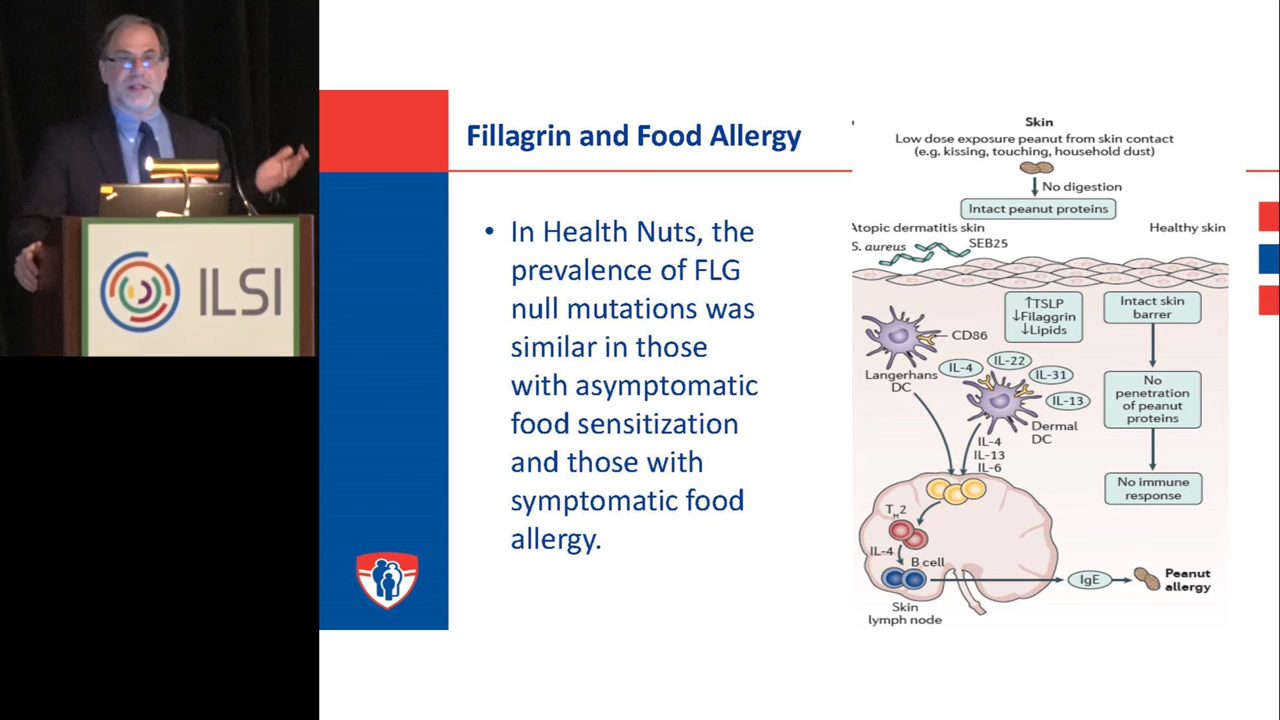 ILSI
Fillagrin and Food Allergy
• In Health Nuts, the
prevalence of FLG
null mutations was
similar in those
with asymptomatic
food sensitization
and those with
symptomatic food
allergy.
Skin
Low dose exposure peanut from skin contact
(e.g. kissing, touching, household dust)
No digestion
Intact peanut proteins
Atopic dermatitis skin
Healthy skin
S. aureus
SEB25
↑TSLP
↓Filaggrin
↓Lipids
Intact skin
barrer
CD86
Langerhans
DC
IL-4
IL-22
IL-31
IL-13
No
penetration
of peanut
proteins
Dermal
DC
IL-4
IL-13
IL-6
No immune
response
TH2
IL-4
B cell
IgE
Peanut
allergy
Skin
lymph node